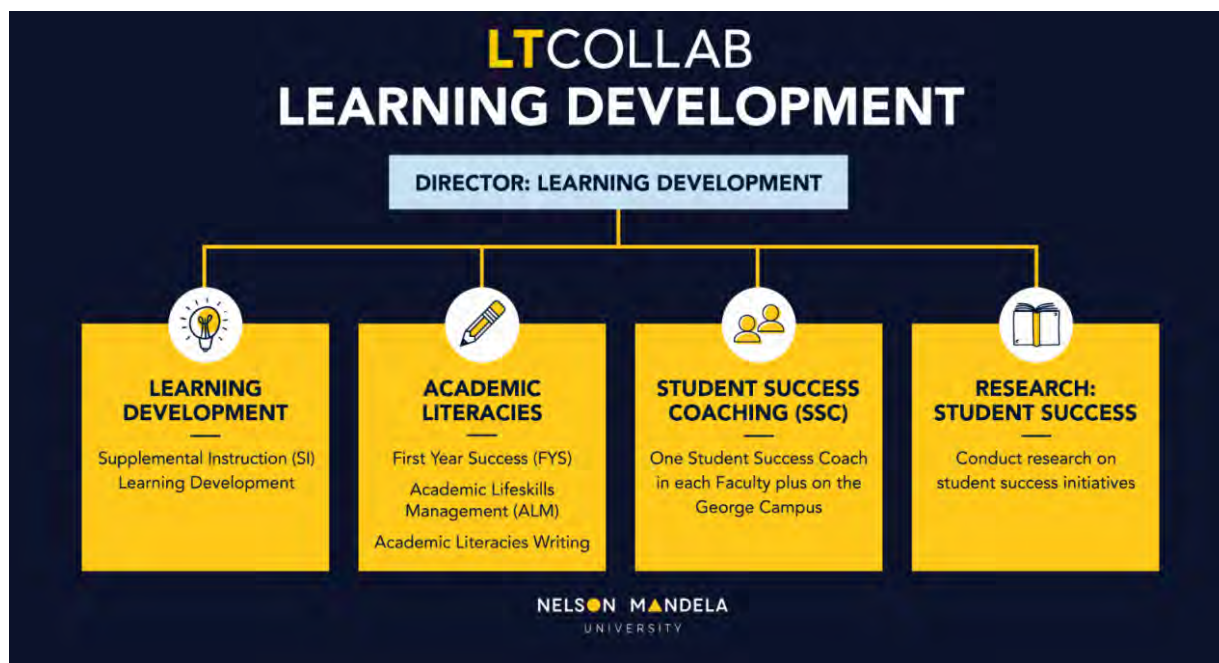 LTCOLLAB
LEARNING DEVELOPMENT
DIRECTOR: LEARNING DEVELOPMENT
LEARNING
DEVELOPMENT
Supplemental Instruction (SI)
Learning Development
ACADEMIC
LITERACIES
First Year Success (FYS)
Academic Lifeskills
Management (ALM)
Academic Literacies Writing
STUDENT SUCCESS
COACHING (SSC)
One Student Success Coach
in each Faculty plus on the
George Campus
RESEARCH:
STUDENT SUCCESS
Conduct research on
student success initiatives
NELSON MANDELA
UNIVERSITY